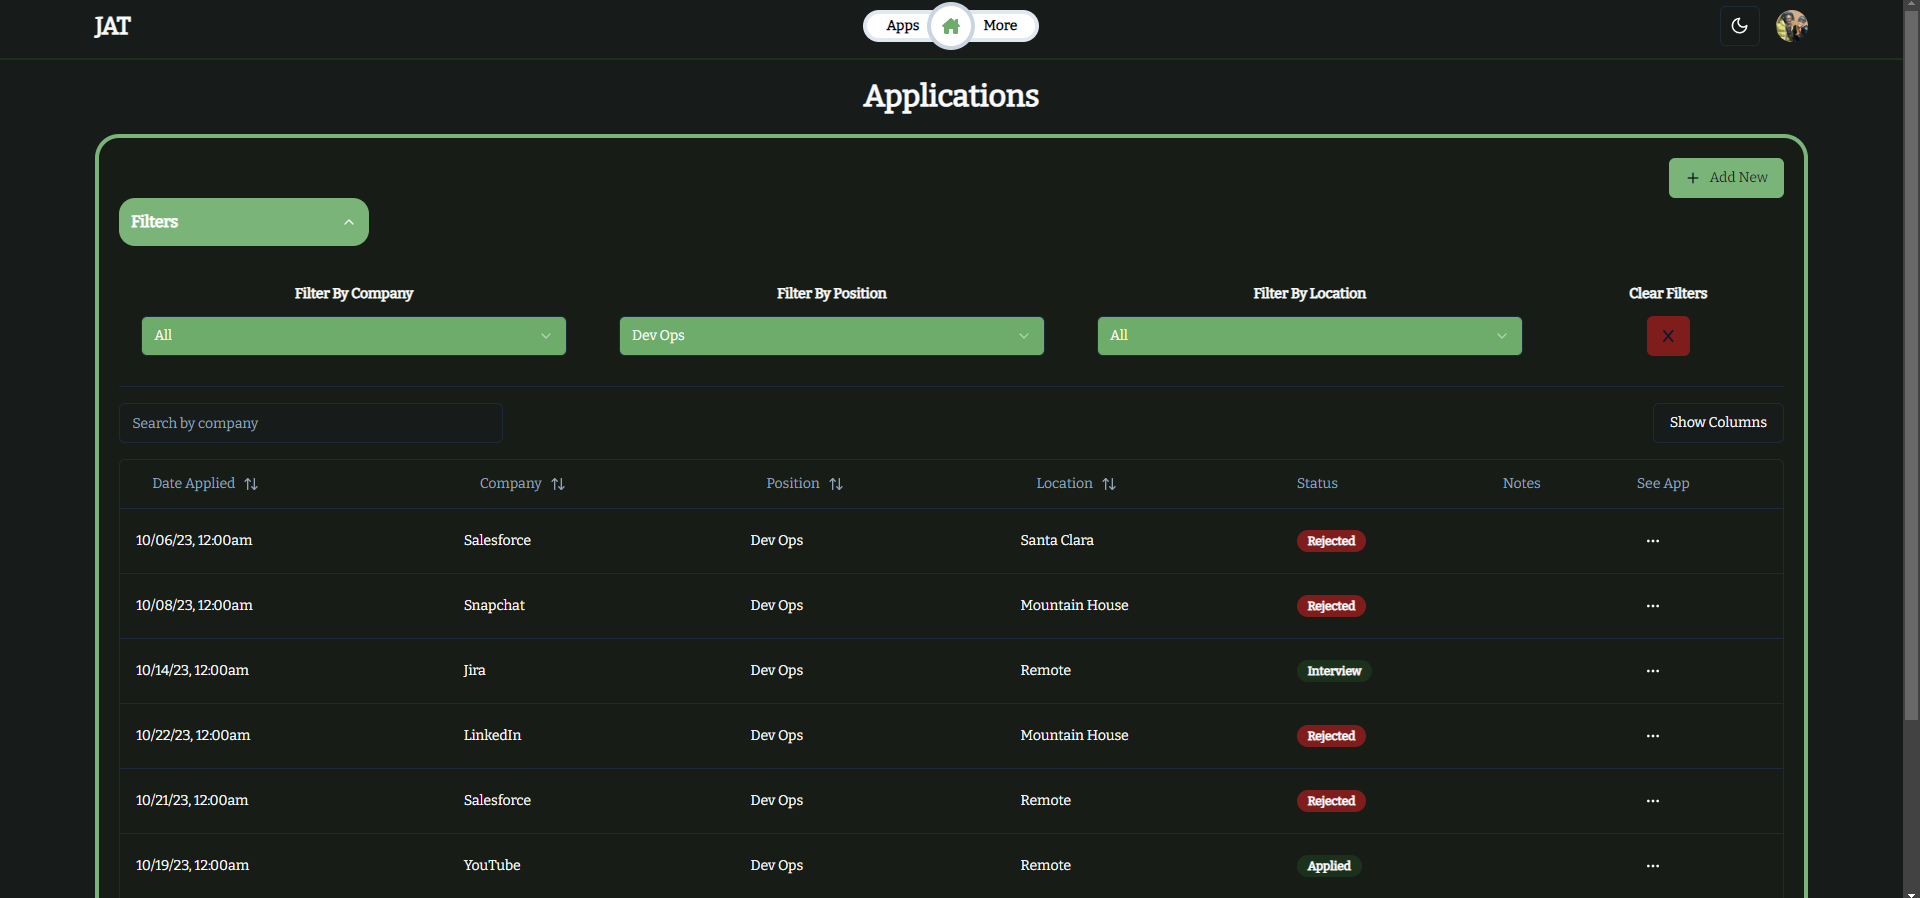 JAT
Apps More
Applications
Add New
Filters
Filter By Company Filter By Position Filter By Location Clear Filters
All Dev Ops All X
Search by company Show Columns
Date Applied Company Position Location Status Notes See App
10/06/23, 12:00am Salesforce Dev Ops Santa Clara Rejected
10/08/23, 12:00am Snapchat Dev Ops Mountain House Rejected
10/14/23, 12:00am Jira Dev Ops Remote Interview
10/22/23, 12:00am LinkedIn Dev Ops Mountain House Rejected
10/21/23, 12:00am Salesforce Dev Ops Remote Rejected
10/19/23, 12:00am YouTube Dev Ops Remote Applied